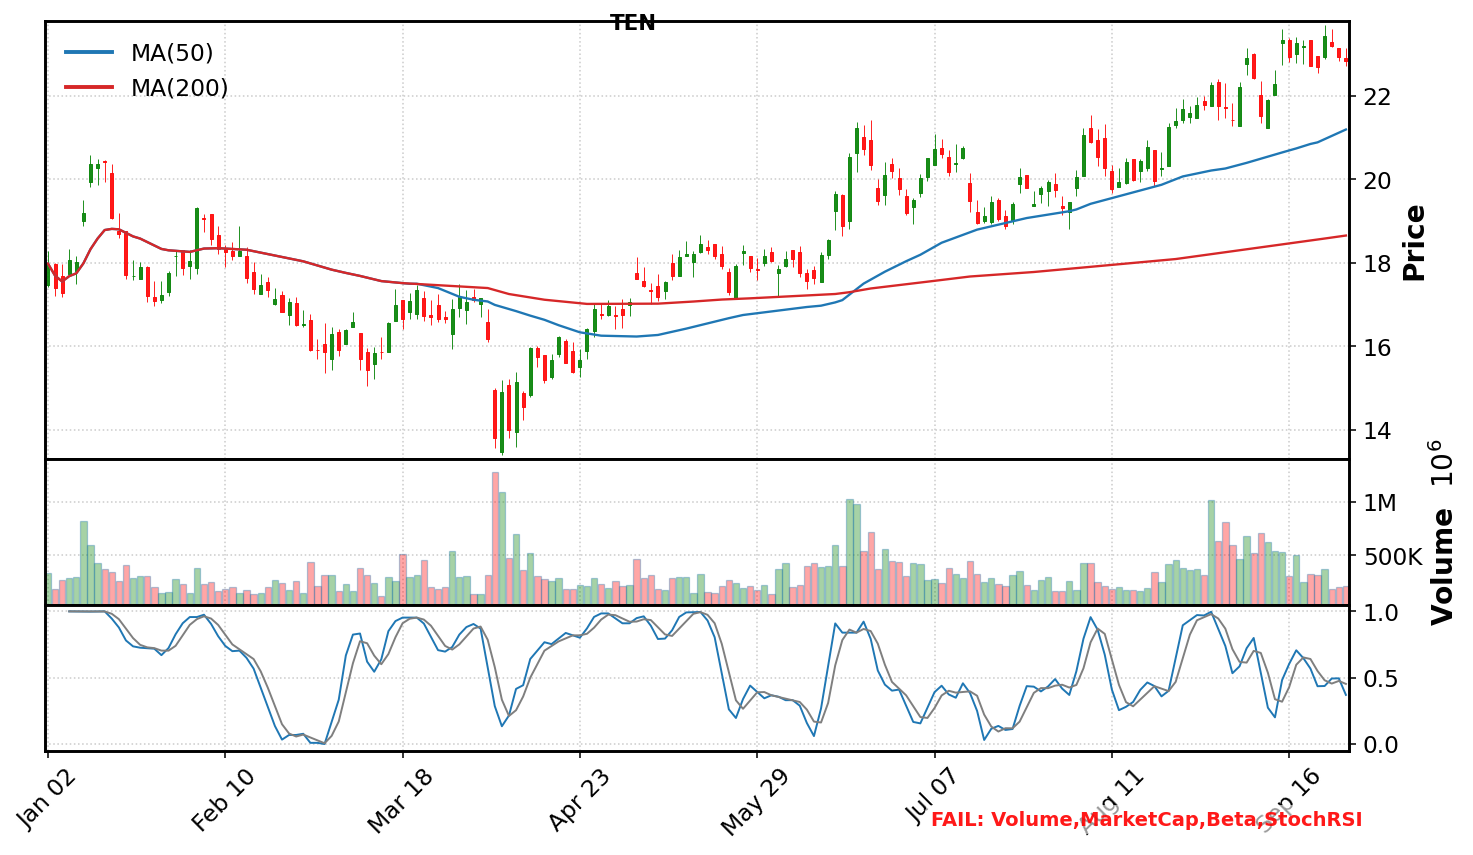 TEN
MA(50)
MA(200)
22
20
18
16
14
Price
1M
500K
Volume 10⁶
1.0
0.5
0.0
Jan 02
Feb 10
Mar 18
Apr 23
May 29
Jul 07
Aug 11
Sep 16
FAIL: Volume,MarketCap,Beta,StochRSI